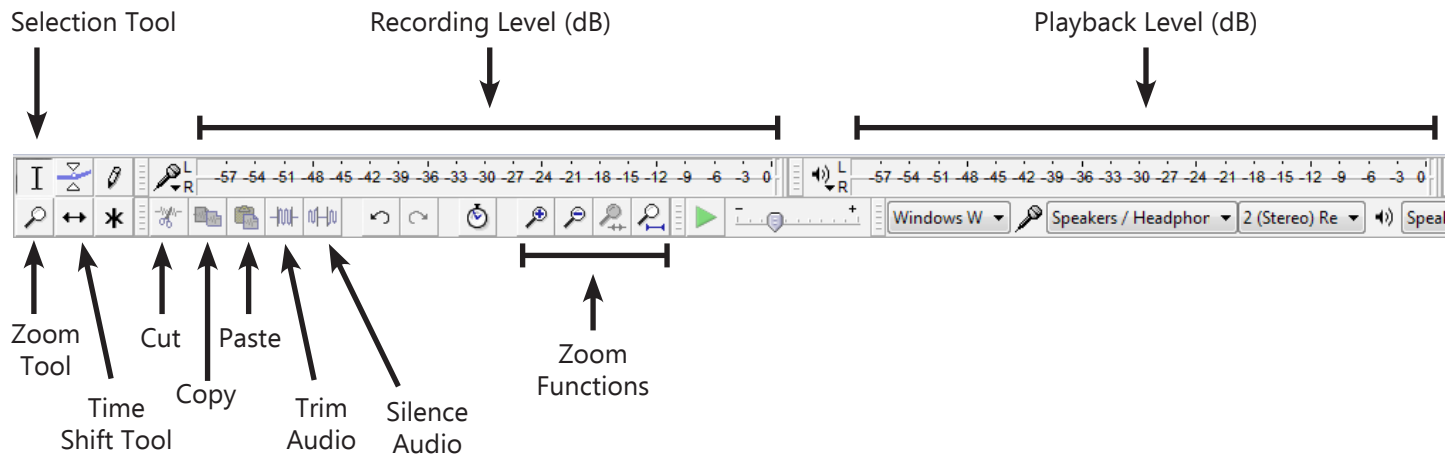 Selection Tool
Recording Level (dB)
Playback Level (dB)
L
R
-57 -54 -51 -48 -45 -42 -39 -36 -33 -30 -27 -24 -21 -18 -15 -12 -9 -6 -3 0
L
R
-57 -54 -51 -48 -45 -42 -39 -36 -33 -30 -27 -24 -21 -18 -15 -12 -9 -6 -3 0
- +
Windows W
Speakers / Headphor
2 (Stereo) Re
Speal
Zoom
Tool
Cut
Paste
Copy
Time
Shift Tool
Trim
Audio
Silence
Audio
Zoom
Functions